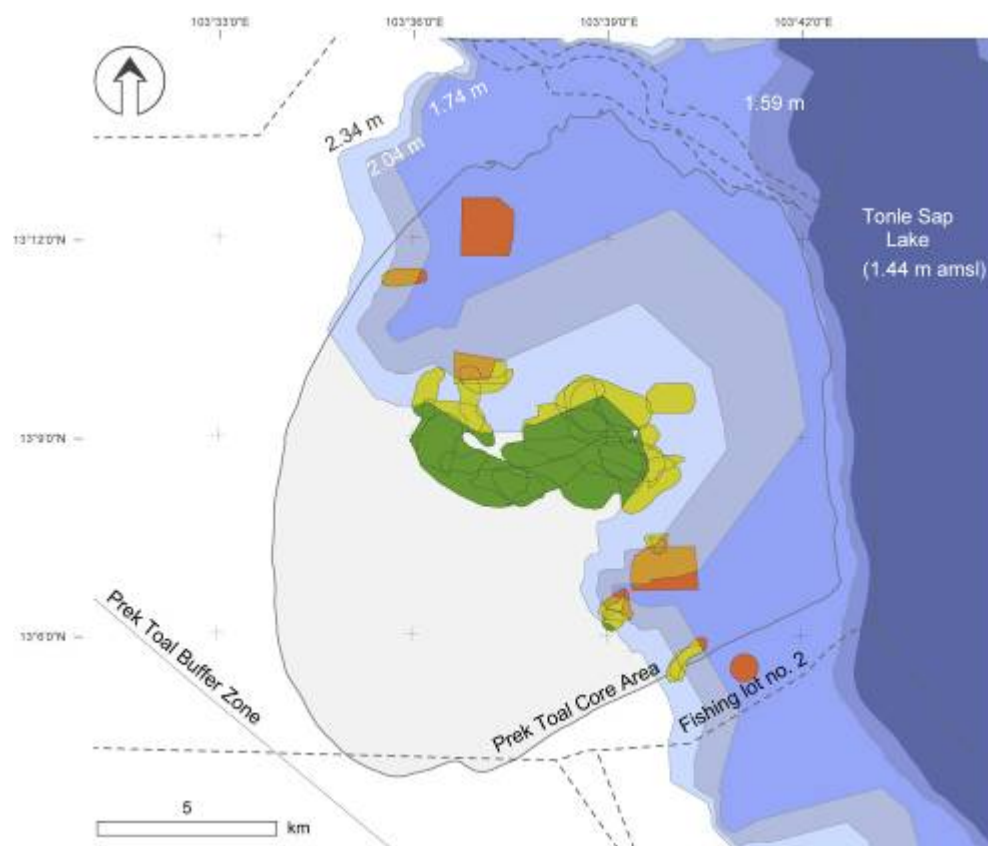 103°33'0"E
103°36'0"E
103°39'0"E
103°42'0"E
1.74 m
1.59 m
2.34 m
2.04 m
Tonle Sap
Lake
(1.44 m amsl)
13°12'0"N
13°9'0"N
13°6'0"N
Prek Toal Buffer Zone
Prek Toal Core Area
Fishing lot no. 2
5
km